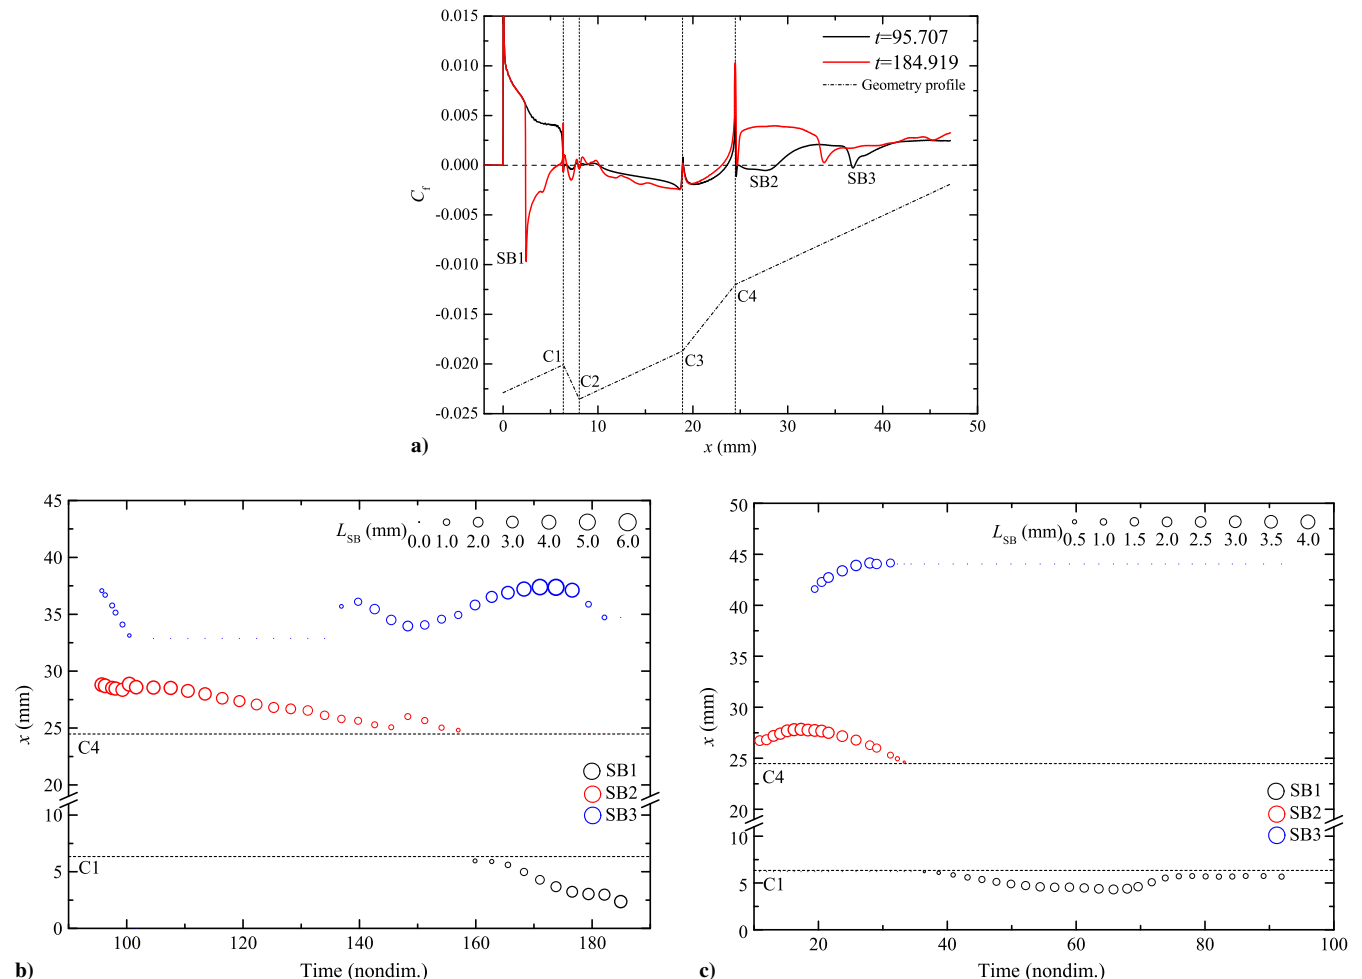 0.015
0.010
0.005
0.000
-0.005
-0.010
-0.015
-0.020
-0.025
C_f
t=95.707
t=184.919
Geometry profile
SB1
SB2
SB3
C1
C2
C3
C4
0 10 20 30 40 50
x (mm)
a)
45
40
35
30
25
20
10
5
0
x (mm)
L_SB (mm)
0.0 1.0 2.0 3.0 4.0 5.0 6.0
C4
SB1
SB2
SB3
C1
100 120 140 160 180
Time (nondim.)
b)
50
45
40
35
30
25
20
10
5
0
x (mm)
L_SB (mm)
0.5 1.0 1.5 2.0 2.5 3.0 3.5 4.0
C4
SB1
SB2
SB3
C1
20 40 60 80 100
Time (nondim.)
c)